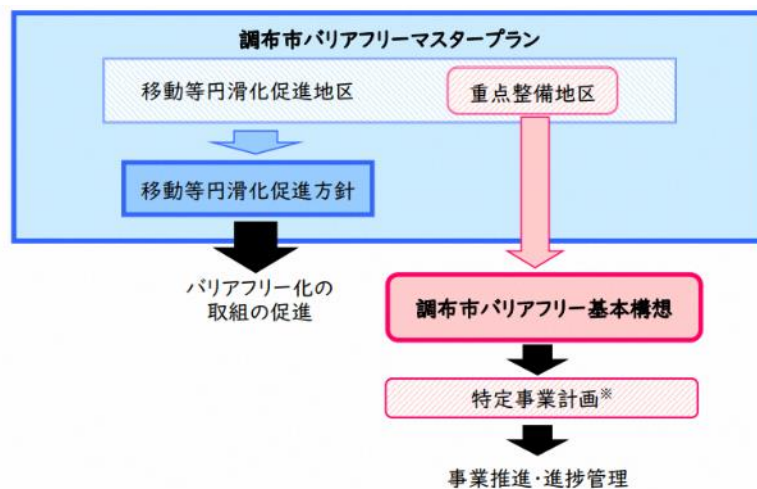 調布市バリアフリーマスタープラン
移動等円滑化促進地区
重点整備地区
移動等円滑化促進方針
バリアフリー化の
取組の促進
調布市バリアフリー基本構想
特定事業計画※
事業推進・進捗管理